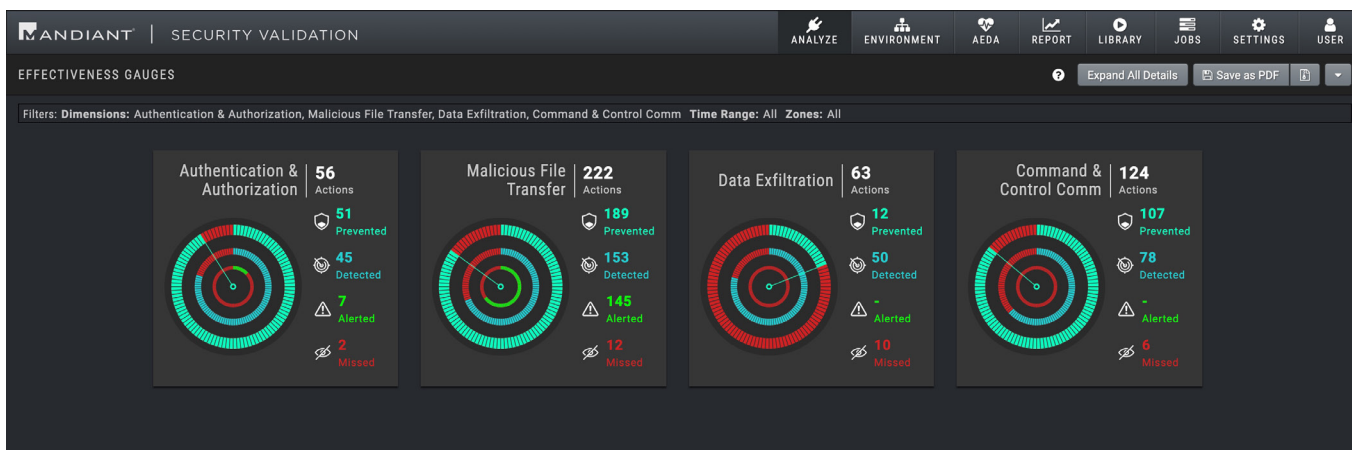 MANDIANT | SECURITY VALIDATION
ANALYZE
ENVIRONMENT
AEDA
REPORT
LIBRARY
JOBS
SETTINGS
USER
EFFECTIVENESS GAUGES
?
Expand All Details
Save as PDF
Filters: Dimensions: Authentication & Authorization, Malicious File Transfer, Data Exfiltration, Command & Control Comm Time Range: All Zones: All
Authentication &
Authorization
56
Actions
51
Prevented
45
Detected
7
Alerted
2
Missed
Malicious File
Transfer
222
Actions
189
Prevented
153
Detected
145
Alerted
12
Missed
Data Exfiltration
63
Actions
12
Prevented
50
Detected
-
Alerted
10
Missed
Command &
Control Comm
124
Actions
107
Prevented
78
Detected
-
Alerted
6
Missed